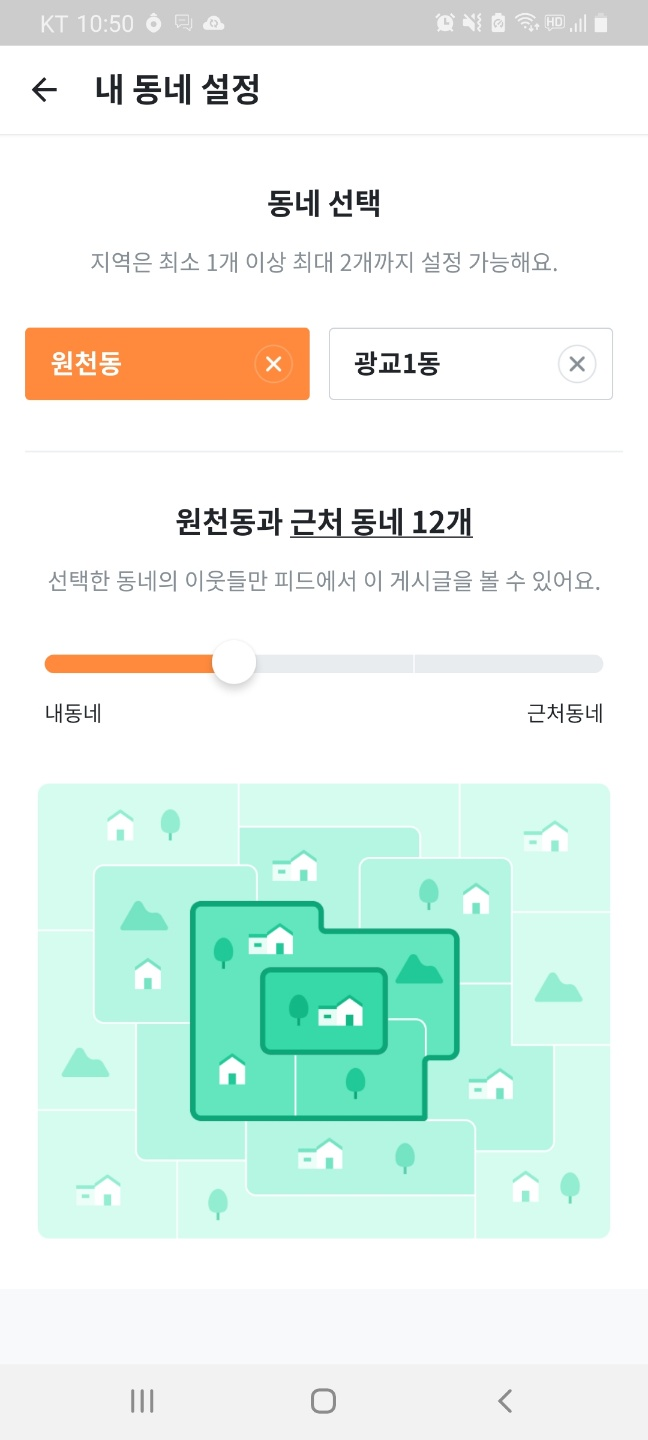 KT 10:50 HD
내 동네 설정
동네 선택
지역은 최소 1개 이상 최대 2개까지 설정 가능해요.
원천동 광교1동
원천동과 근처 동네 12개
선택한 동네의 이웃들만 피드에서 이 게시글을 볼 수 있어요.
내동네 근처동네